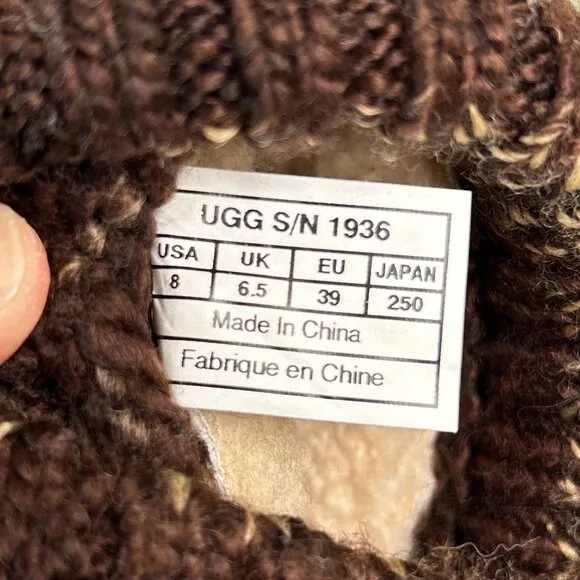 UGG S/N 1936
USA UK EU JAPAN
8 6.5 39 250
Made In China
Fabrique en Chine